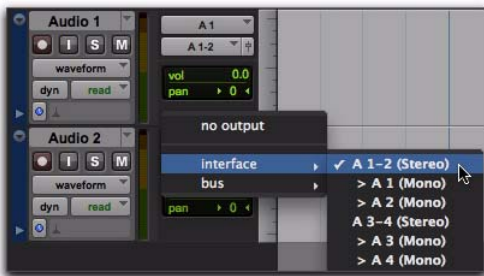 Audio 1
A 1
I S M
A 1-2
waveform
vol 0.0
dyn read
pan 0
no output
Audio 2
interface
✓ A 1-2 (Stereo)
I S M
bus
> A 1 (Mono)
waveform
> A 2 (Mono)
dyn read
pan 0
A 3-4 (Stereo)
> A 3 (Mono)
> A 4 (Mono)